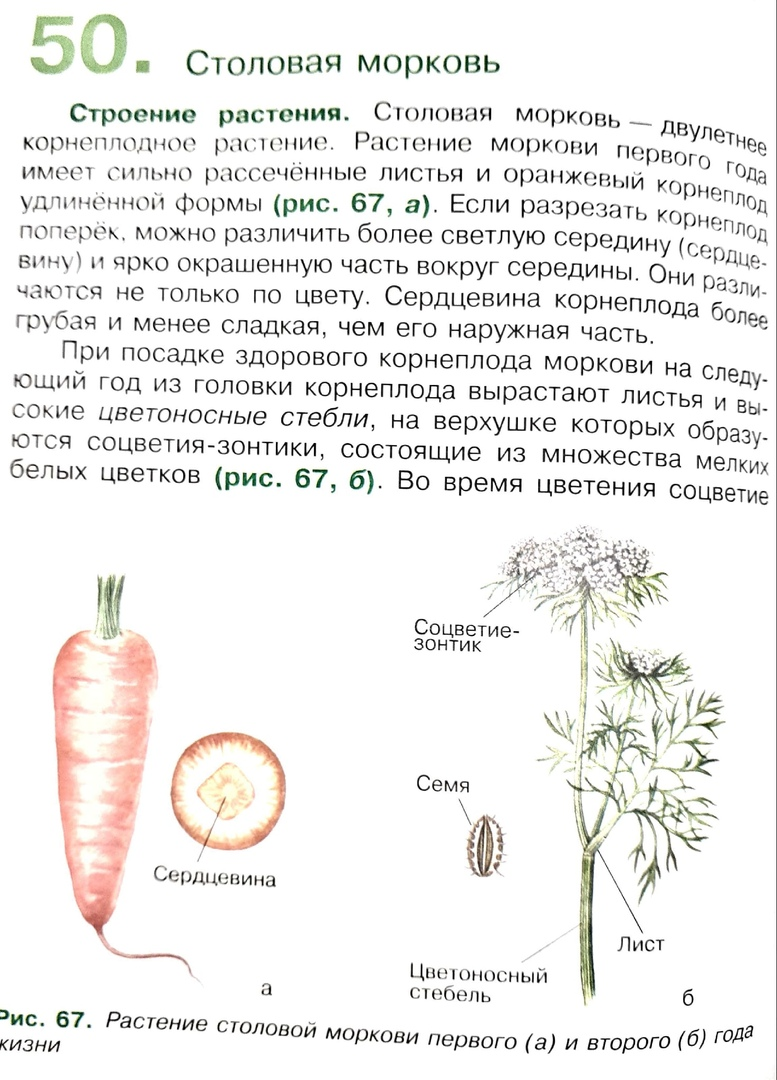 50. Столовая морковь
Строение растения. Столовая морковь — двулетнее
корнеплодное растение. Растение моркови первого года
имеет сильно рассечённые листья и оранжевый корнеплод
удлинённой формы (рис. 67, а). Если разрезать корнеплод
поперёк, можно различить более светлую середину (сердце-
вину) и ярко окрашенную часть вокруг середины. Они разли-
чаются не только по цвету. Сердцевина корнеплода более
грубая и менее сладкая, чем его наружная часть.
При посадке здорового корнеплода моркови на следу-
ющий год из головки корнеплода вырастают листья и вы-
сокие цветоносные стебли, на верхушке которых образу-
ются соцветия-зонтики, состоящие из множества мелких
белых цветков (рис. 67, б). Во время цветения соцветие
Соцветие-
зонтик
Семя
Сердцевина
Лист
Цветоносный
стебель
а
б
Рис. 67. Растение столовой моркови первого (а) и второго (б) года
жизни